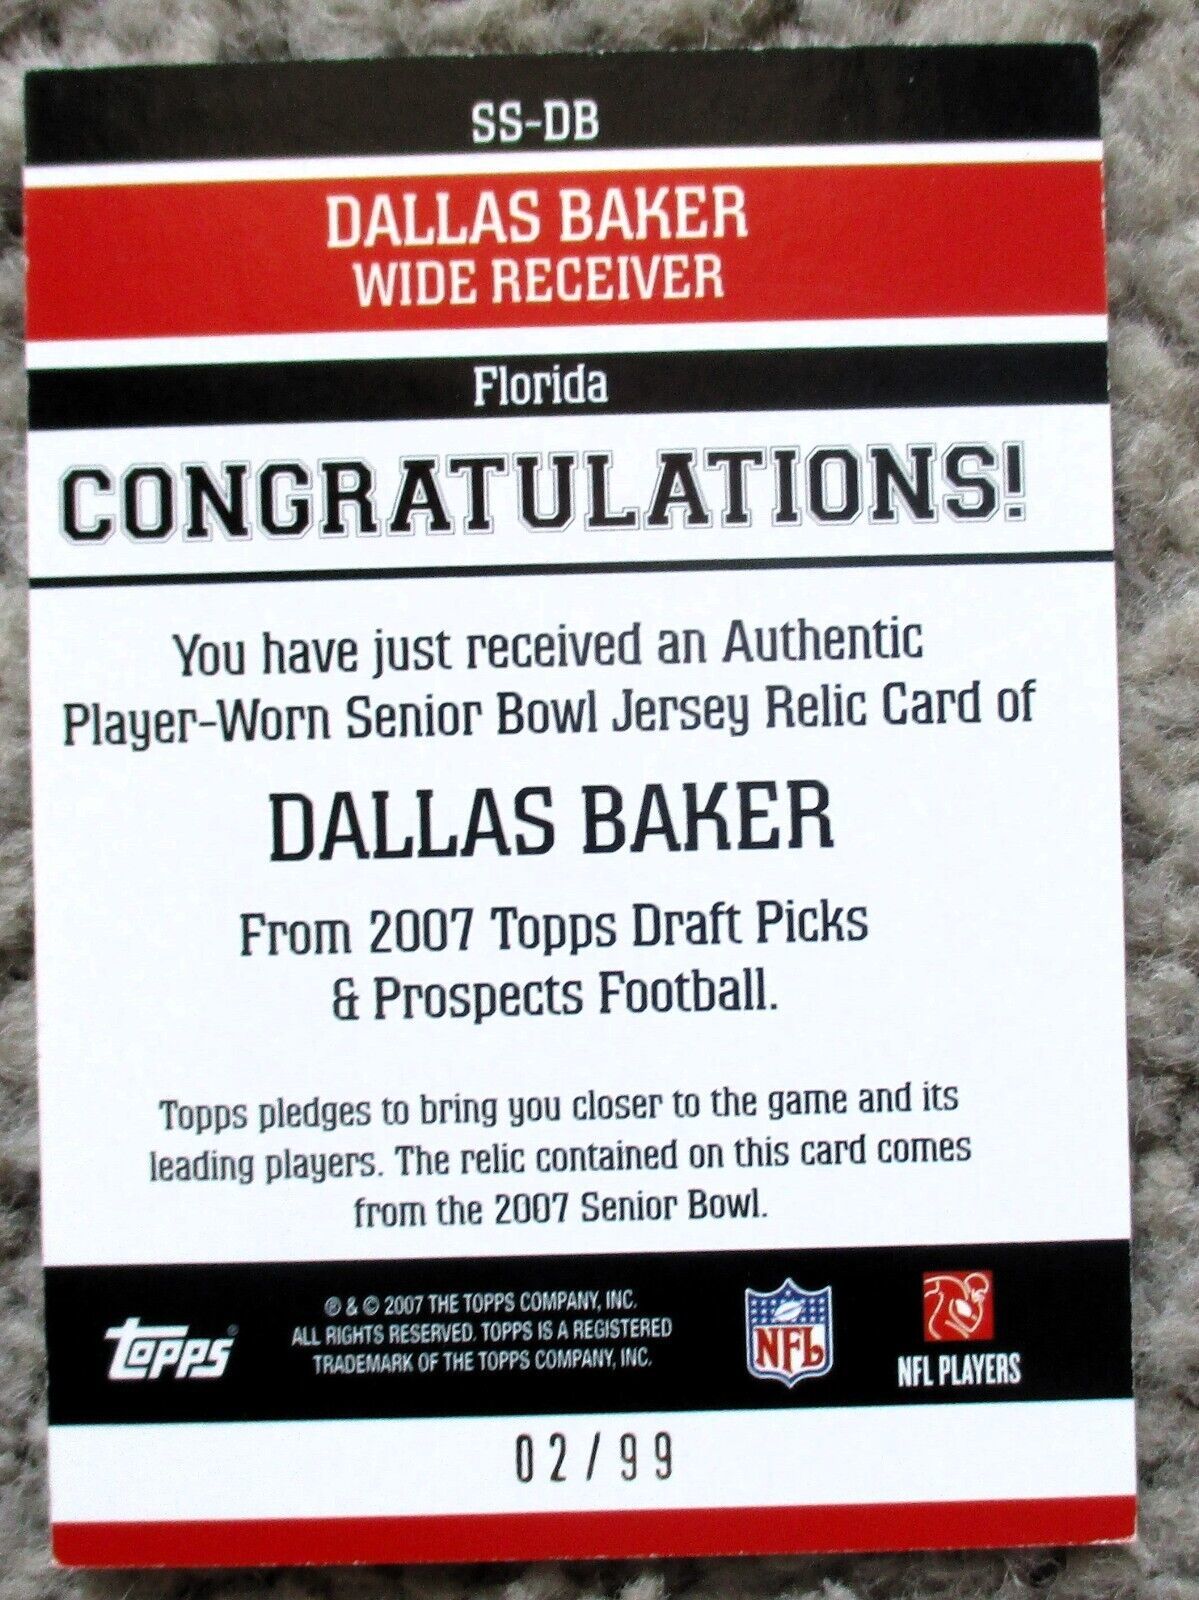 SS-DB
DALLAS BAKER
WIDE RECEIVER
Florida
CONGRATULATIONS!
You have just received an Authentic
Player-Worn Senior Bowl Jersey Relic Card of
DALLAS BAKER
From 2007 Topps Draft Picks
& Prospects Football.
Topps pledges to bring you closer to the game and its
leading players. The relic contained on this card comes
from the 2007 Senior Bowl.
topps®
® & © 2007 THE TOPPS COMPANY, INC.
ALL RIGHTS RESERVED. TOPPS IS A REGISTERED
TRADEMARK OF THE TOPPS COMPANY, INC.
NFL
NFL PLAYERS
02/99